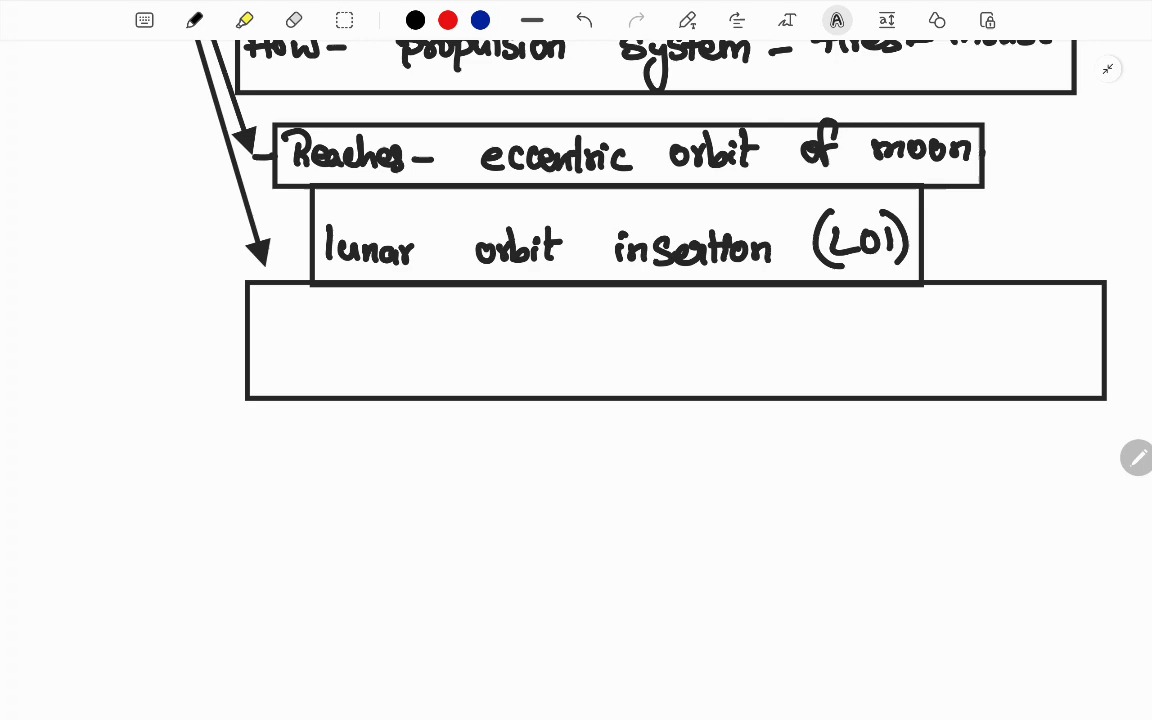 How - propulsion system -
Reaches - eccentric orbit of moon.
lunar orbit insertion (LOI)